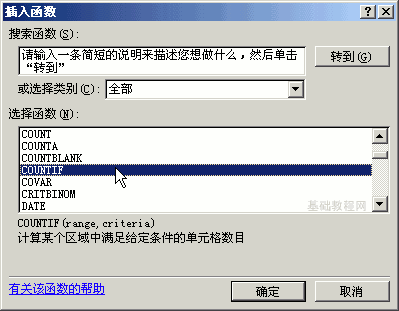 插入函数
搜索函数(S):
请输入一条简短的说明来描述您想做什么，然后单击
“转到”
转到(G)
或选择类别(C): 全部
选择函数(N):
COUNT
COUNTA
COUNTBLANK
COUNTIF
COVAR
CRITBINOM
DATE
基础教程网
COUNTIF(range,criteria)
计算某个区域中满足给定条件的单元格数目
有关该函数的帮助
确定
取消